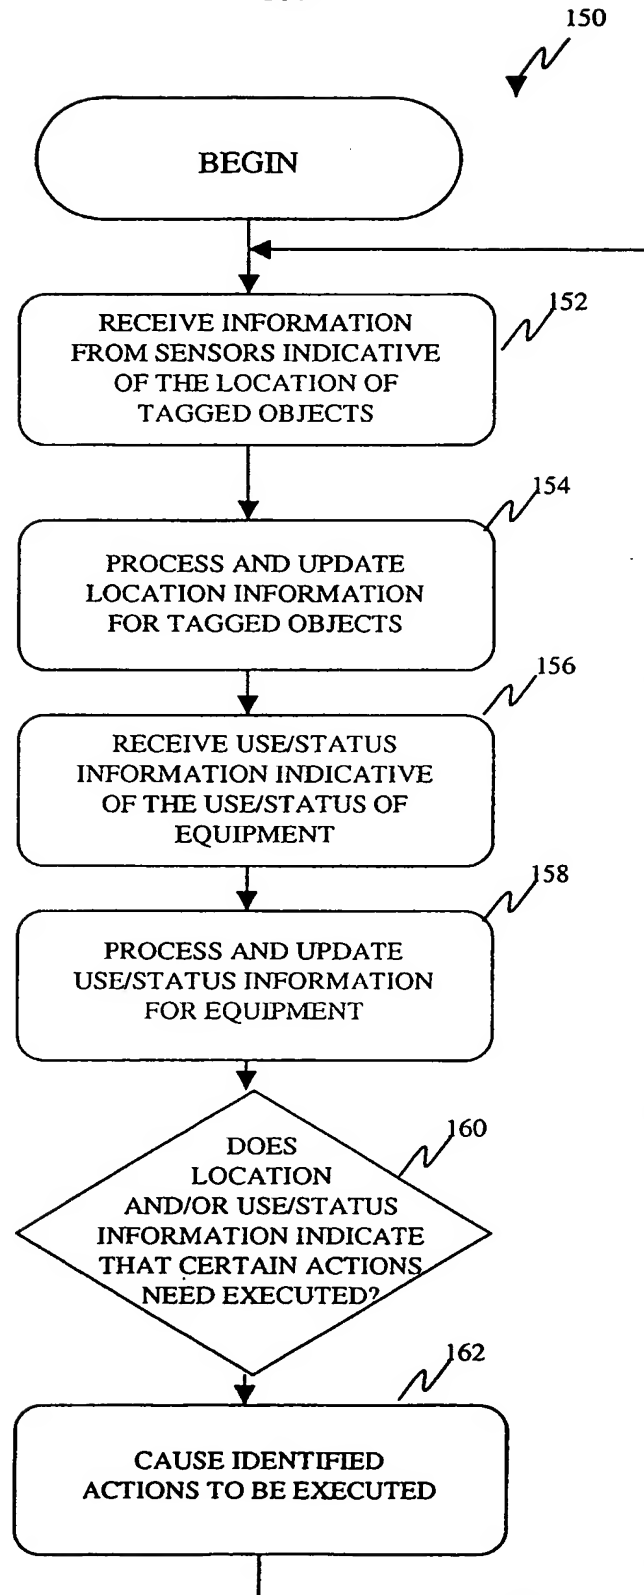 150
BEGIN
152
RECEIVE INFORMATION
FROM SENSORS INDICATIVE
OF THE LOCATION OF
TAGGED OBJECTS
154
PROCESS AND UPDATE
LOCATION INFORMATION
FOR TAGGED OBJECTS
156
RECEIVE USE/STATUS
INFORMATION INDICATIVE
OF THE USE/STATUS OF
EQUIPMENT
158
PROCESS AND UPDATE
USE/STATUS INFORMATION
FOR EQUIPMENT
160
DOES
LOCATION
AND/OR USE/STATUS
INFORMATION INDICATE
THAT CERTAIN ACTIONS
NEED EXECUTED?
162
CAUSE IDENTIFIED
ACTIONS TO BE EXECUTED